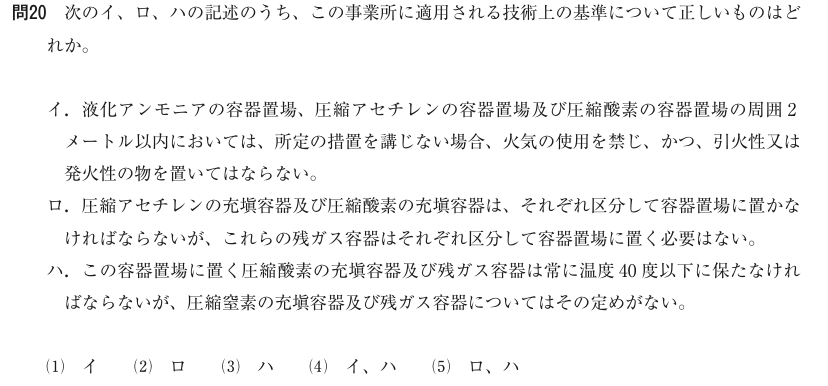 問20　次のイ、ロ、ハの記述のうち、この事業所に適用される技術上の基準について正しいものはど
れか。
イ．液化アンモニアの容器置場、圧縮アセチレンの容器置場及び圧縮酸素の容器置場の周囲２
メートル以内においては、所定の措置を講じない場合、火気の使用を禁じ、かつ、引火性又は
発火性の物を置いてはならない。
ロ．圧縮アセチレンの充塡容器及び圧縮酸素の充塡容器は、それぞれ区分して容器置場に置かな
ければならないが、これらの残ガス容器はそれぞれ区分して容器置場に置く必要はない。
ハ．この容器置場に置く圧縮酸素の充塡容器及び残ガス容器は常に温度 40 度以下に保たなけれ
ばならないが、圧縮窒素の充塡容器及び残ガス容器についてはその定めがない。
(1)　イ　　(2)　ロ　　(3)　ハ　　(4)　イ、ハ　　(5)　ロ、ハ